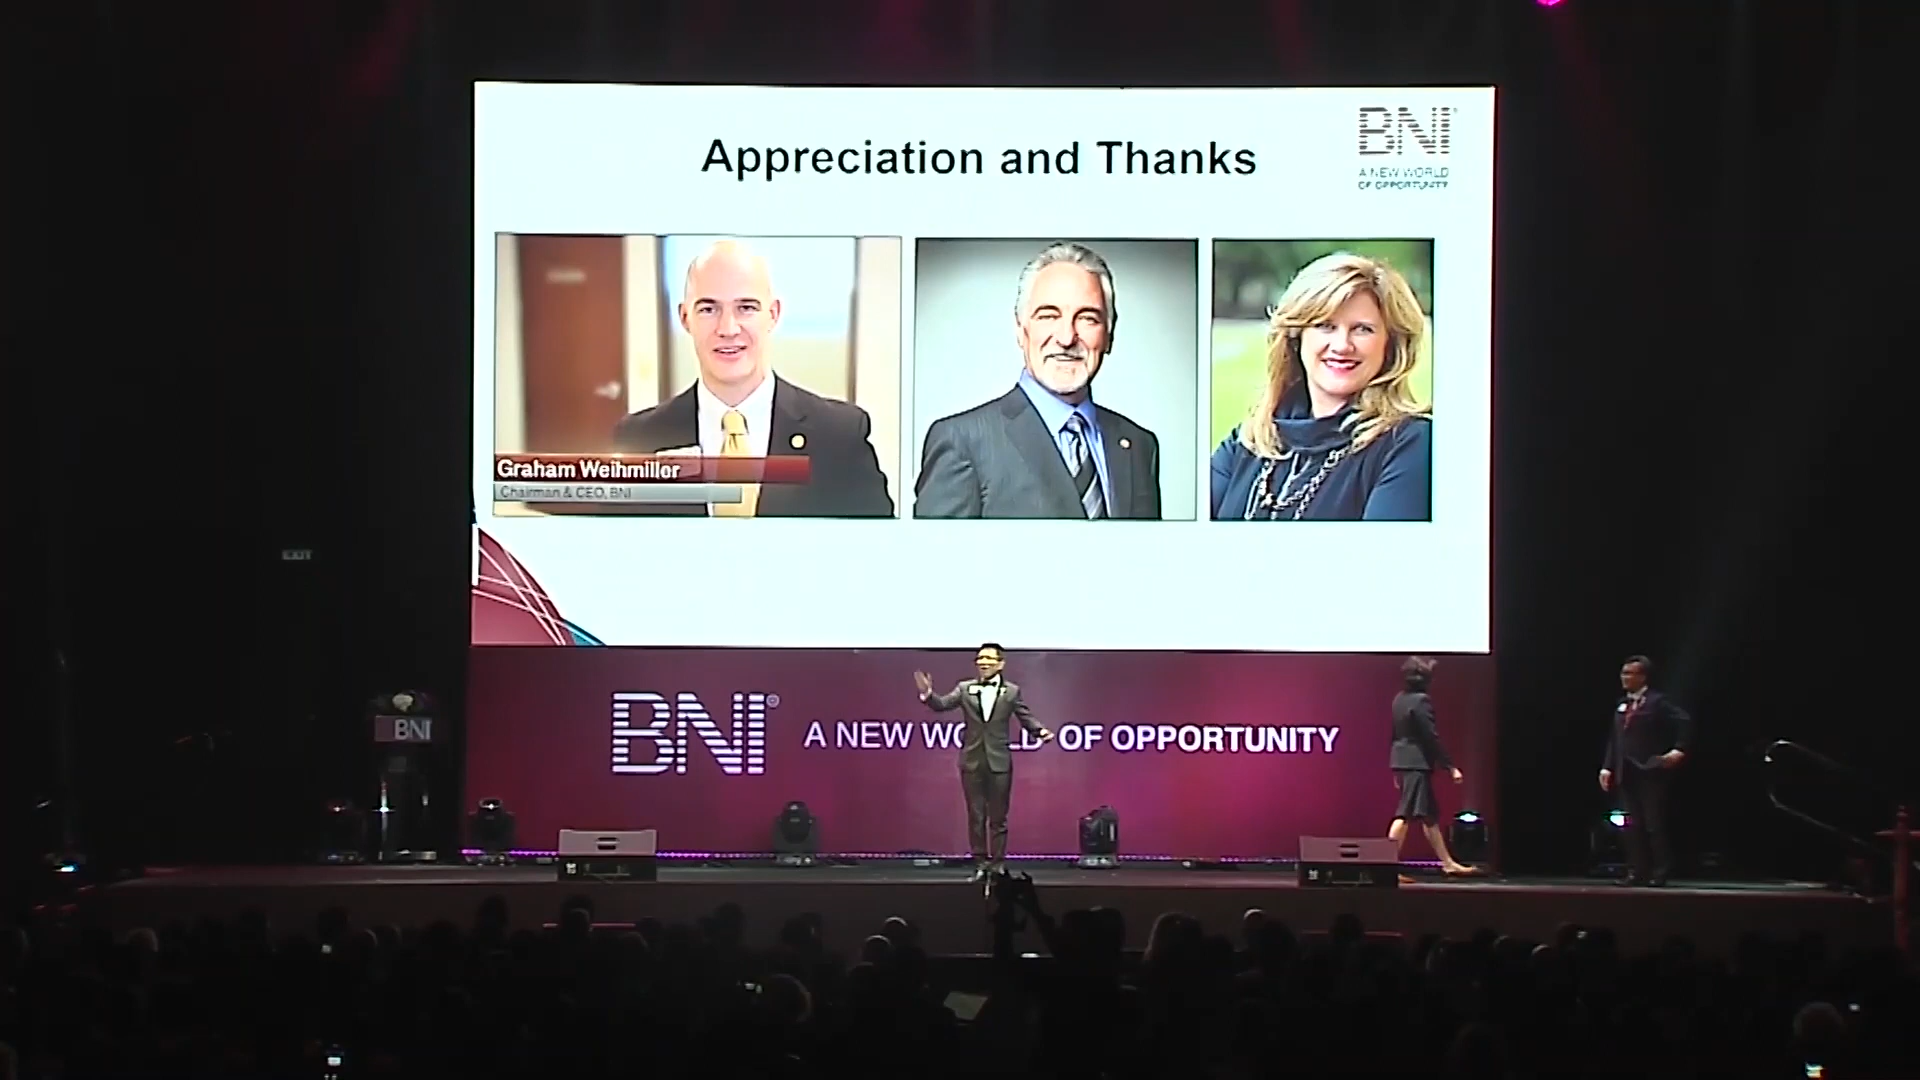 Appreciation and Thanks
BNI
A NEW WORLD
OF OPPORTUNITY
Graham Weihmiller
Chairman & CEO, BNI
EXIT
BNI
BNI® A NEW WORLD OF OPPORTUNITY